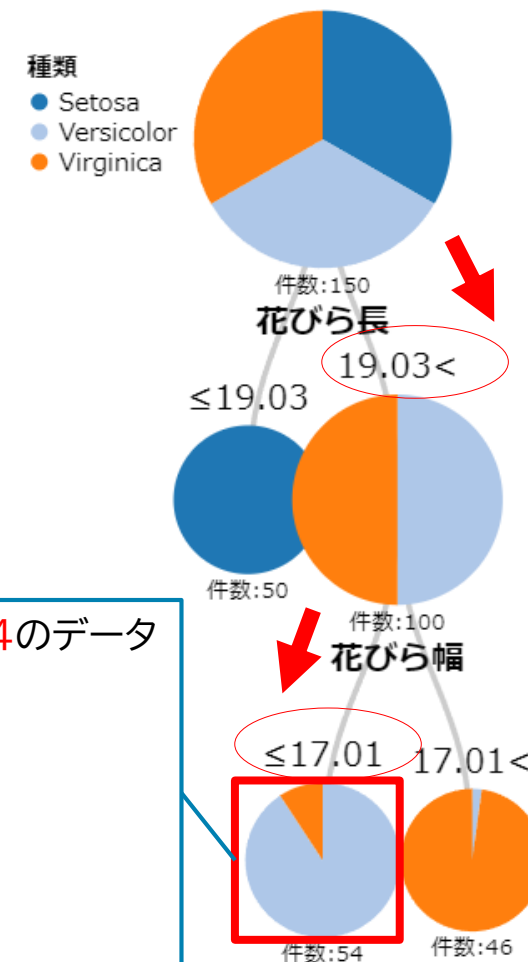 種類
Setosa
Versicolor
Virginica
件数:150
花びら長
≤19.03
19.03<
件数:50
件数:100
花びら幅
4のデータ
≤17.01
17.01<
件数:54
件数:46